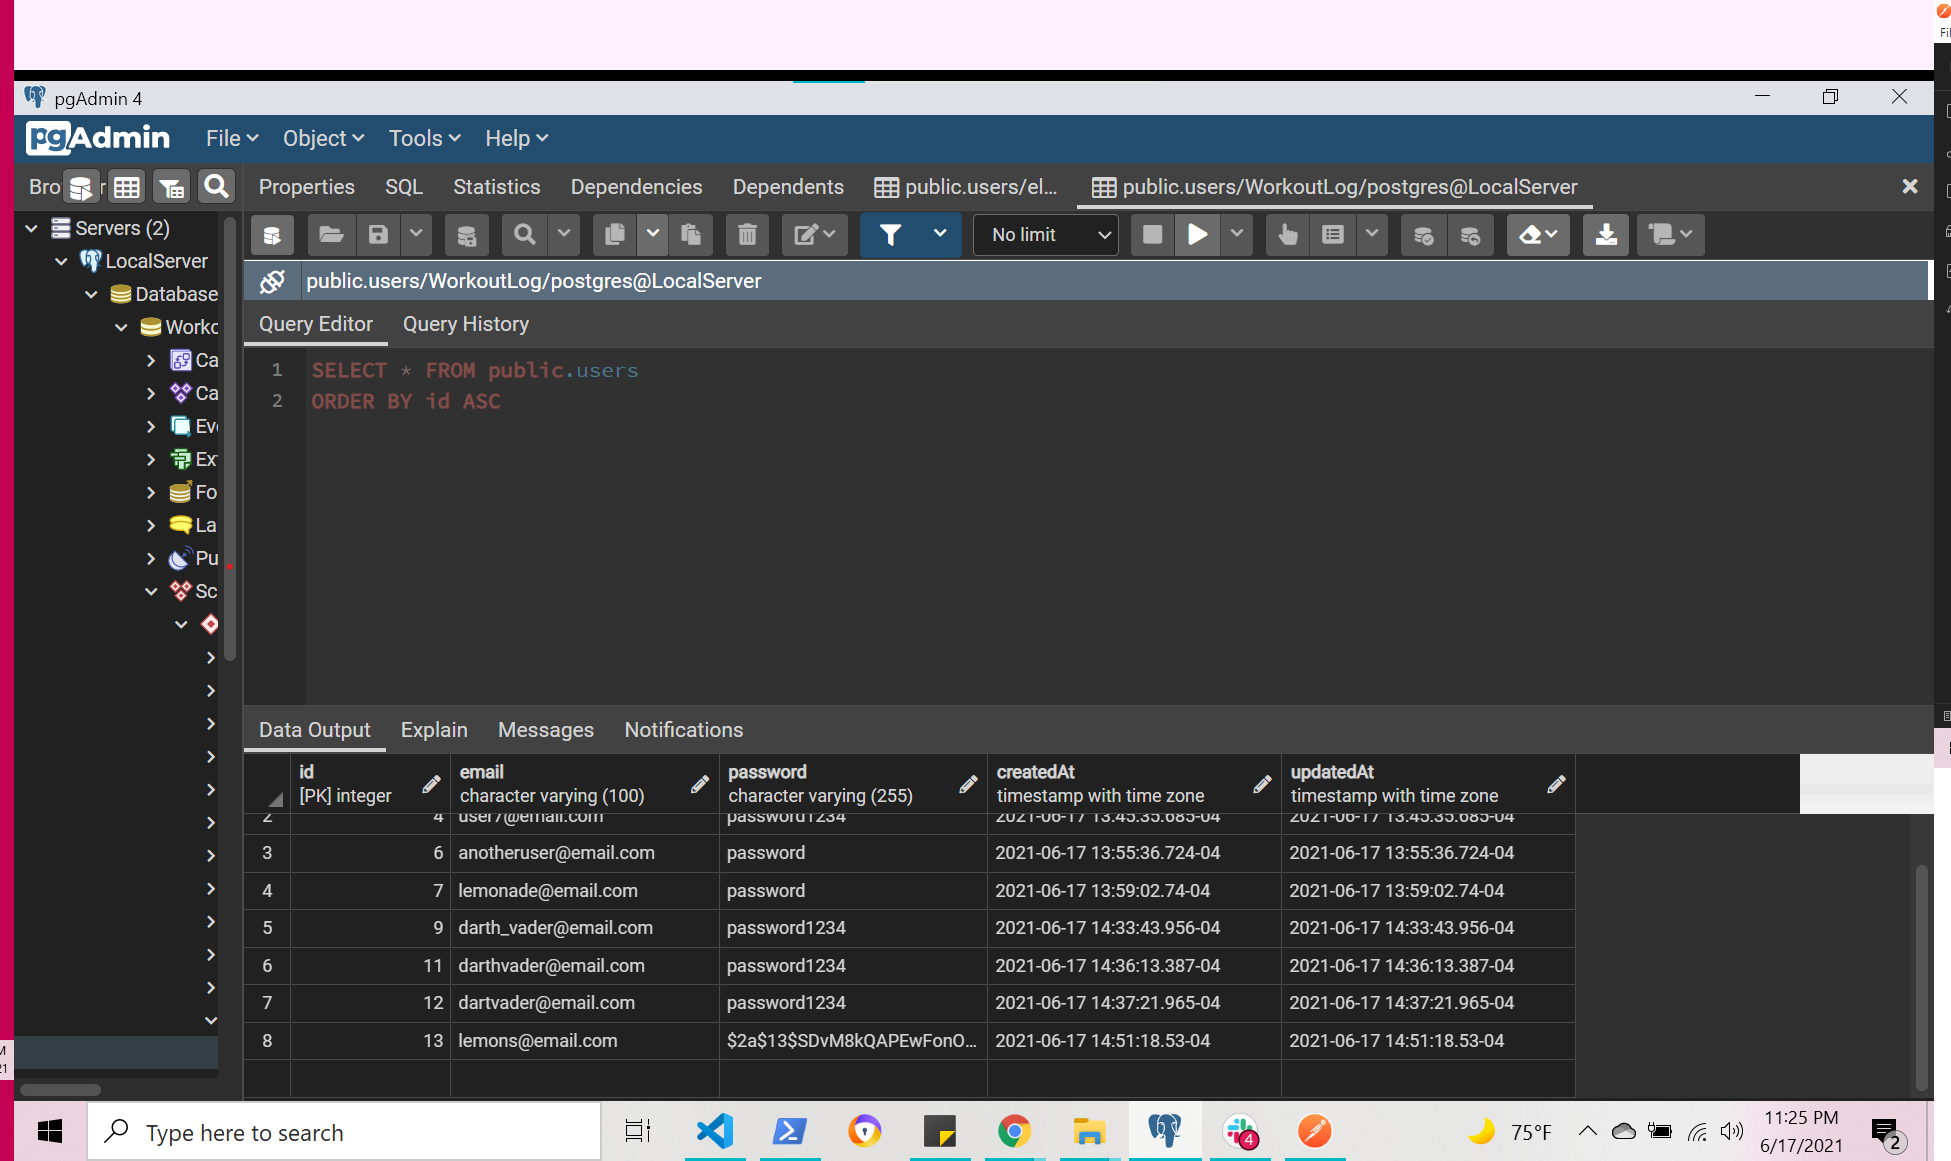 Fil
pgAdmin 4
pgAdmin File Object Tools Help
Bro r Properties SQL Statistics Dependencies Dependents public.users/el... public.users/WorkoutLog/postgres@LocalServer
Servers (2)
No limit
LocalServer
public.users/WorkoutLog/postgres@LocalServer
Database
Query Editor Query History
Worko
Ca
1 SELECT * FROM public.users
Ca
2 ORDER BY id ASC
Eve
Ext
Fo
La
Pu
Sc
Data Output Explain Messages Notifications
id email password createdAt updatedAt
[PK] integer character varying (100) character varying (255) timestamp with time zone timestamp with time zone
2 4 user7@email.com password1234 2021-06-17 13:45:35.685-04 2021-06-17 13:45:35.685-04
3 6 anotheruser@email.com password 2021-06-17 13:55:36.724-04 2021-06-17 13:55:36.724-04
4 7 lemonade@email.com password 2021-06-17 13:59:02.74-04 2021-06-17 13:59:02.74-04
5 9 darth_vader@email.com password1234 2021-06-17 14:33:43.956-04 2021-06-17 14:33:43.956-04
6 11 darthvader@email.com password1234 2021-06-17 14:36:13.387-04 2021-06-17 14:36:13.387-04
7 12 dartvader@email.com password1234 2021-06-17 14:37:21.965-04 2021-06-17 14:37:21.965-04
8 13 lemons@email.com $2a$13$SDvM8kQAPEwFonO... 2021-06-17 14:51:18.53-04 2021-06-17 14:51:18.53-04
M
21
Type here to search 4 75°F 11:25 PM
6/17/2021 2